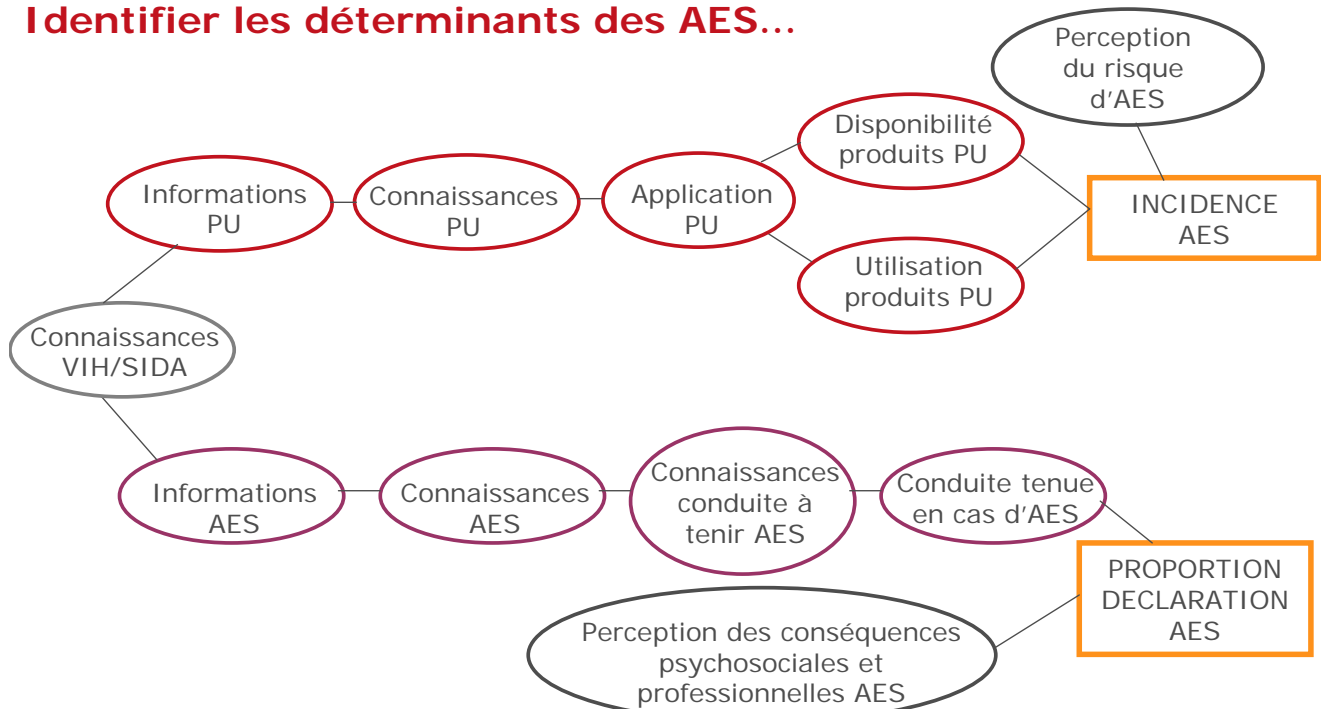 Identifier les déterminants des AES...
Perception
du risque
d'AES
Disponibilité
produits PU
Informations
PU
Connaissances
PU
Application
PU
INCIDENCE
AES
Utilisation
produits PU
Connaissances
VIH/SIDA
Informations
AES
Connaissances
AES
Connaissances
conduite à
tenir AES
Conduite tenue
en cas d'AES
PROPORTION
DECLARATION
AES
Perception des conséquences
psychosociales et
professionnelles AES